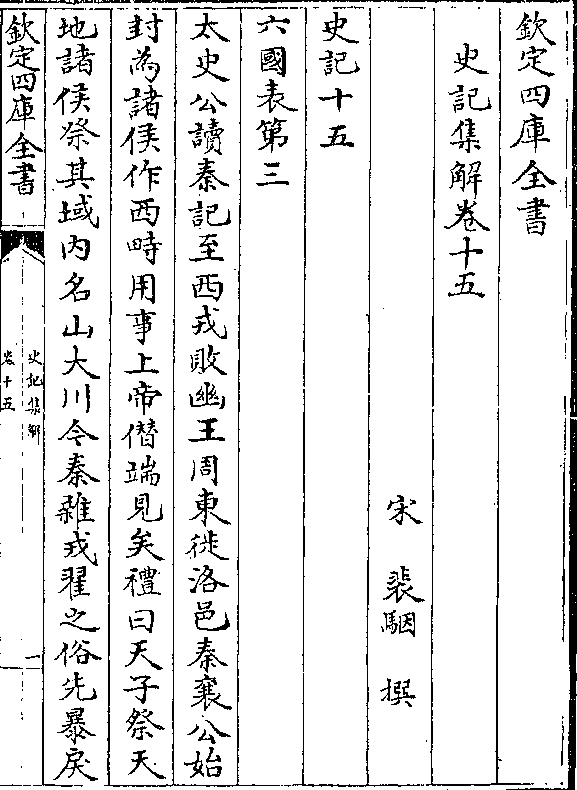 欽定四庫全書
史記集解卷十五
宋 裴駰 撰
史記十五
六國表第三
太史公讀秦記至西戎敗幽王周東徙洛邑秦襄公始
封為諸侯作西畤用事上帝僭端見矣禮曰天子祭天
地諸侯祭其域内名山大川今秦雜戎翟之俗先暴戾
欽定四庫全書
史記集解
卷十五
一